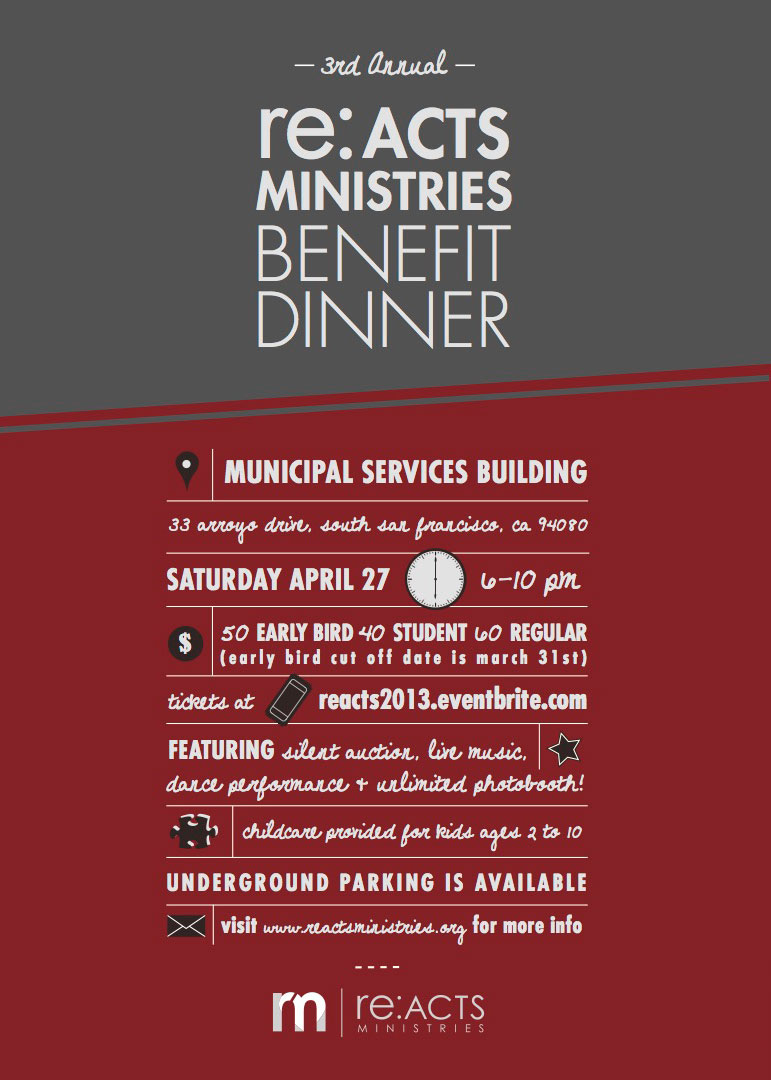 — 3rd Annual —
re: ACTS
MINISTRIES
BENEFIT
DINNER
MUNICIPAL SERVICES BUILDING
33 arroyo drive, south san francisco, ca 94080
SATURDAY APRIL 27 6-10 pm
$ 50 EARLY BIRD 40 STUDENT 60 REGULAR
(early bird cut off date is march 31st)
tickets at reacts2013.eventbrite.com
FEATURING silent auction, live music,
dance performance + unlimited photobooth!
childcare provided for kids ages 2 to 10
UNDERGROUND PARKING IS AVAILABLE
visit www.reactsministries.org for more info
rm re:ACTS
MINISTRIES